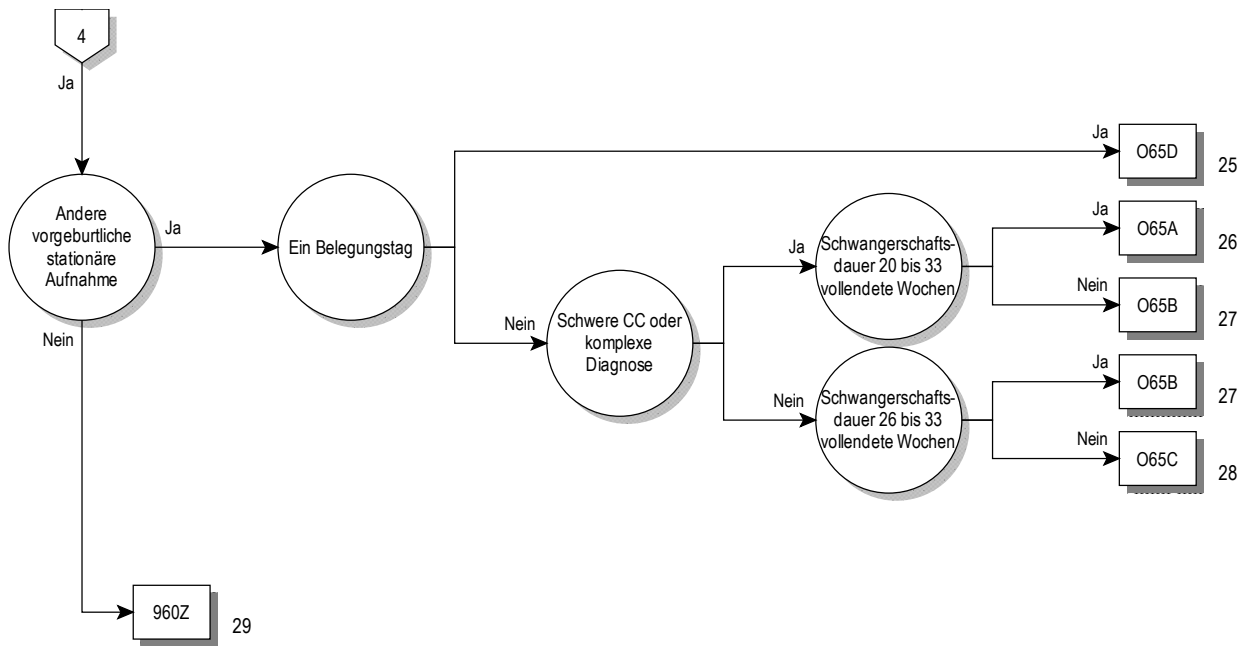 4
Ja
Andere
vorgeburtliche
stationäre
Aufnahme
Ja
Nein
Ein Belegungstag
Ja
O65D
25
Nein
Schwere CC oder
komplexe
Diagnose
Ja
Schwangerschafts-
dauer 20 bis 33
vollendete Wochen
Ja
O65A
26
Nein
O65B
27
Nein
Schwangerschafts-
dauer 26 bis 33
vollendete Wochen
Ja
O65B
27
Nein
O65C
28
960Z
29